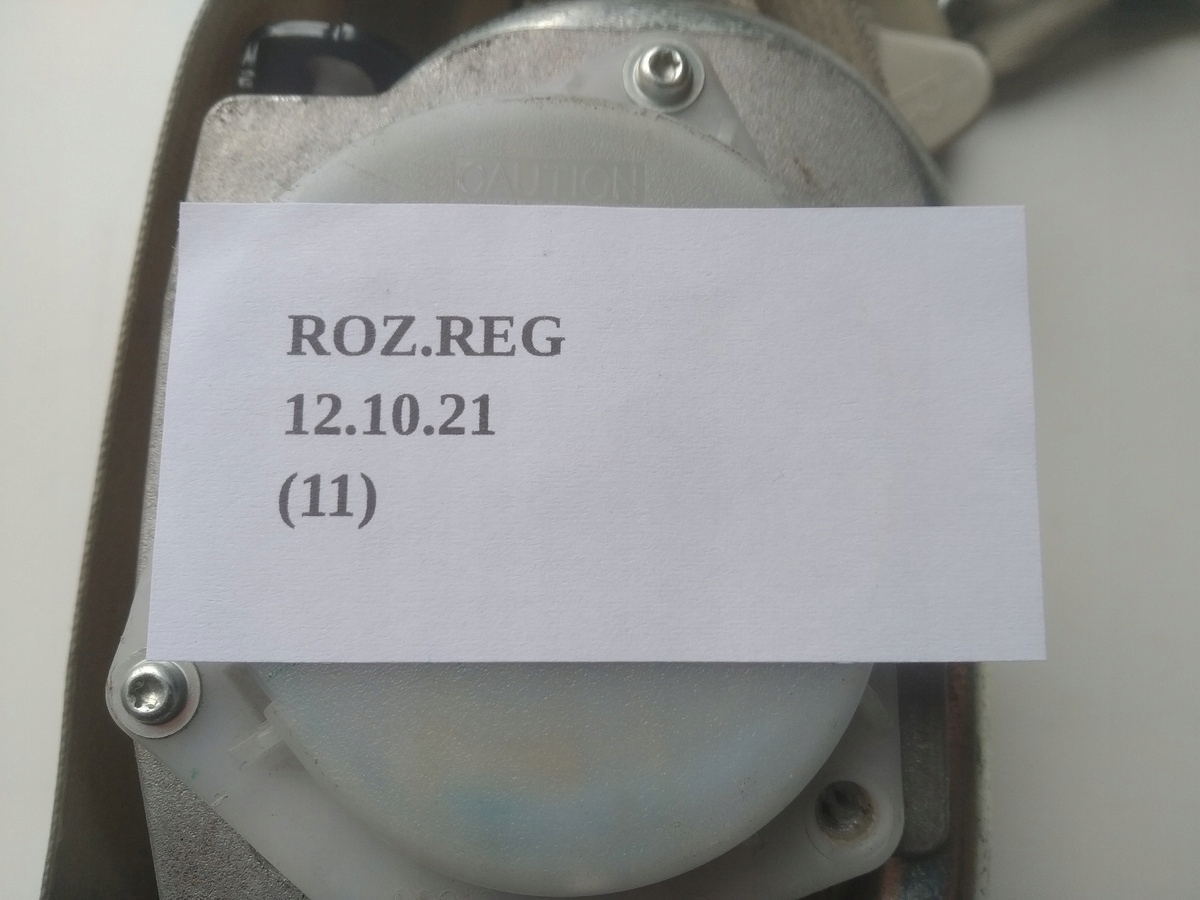 CAUTION
ROZ.REG
12.10.21
(11)